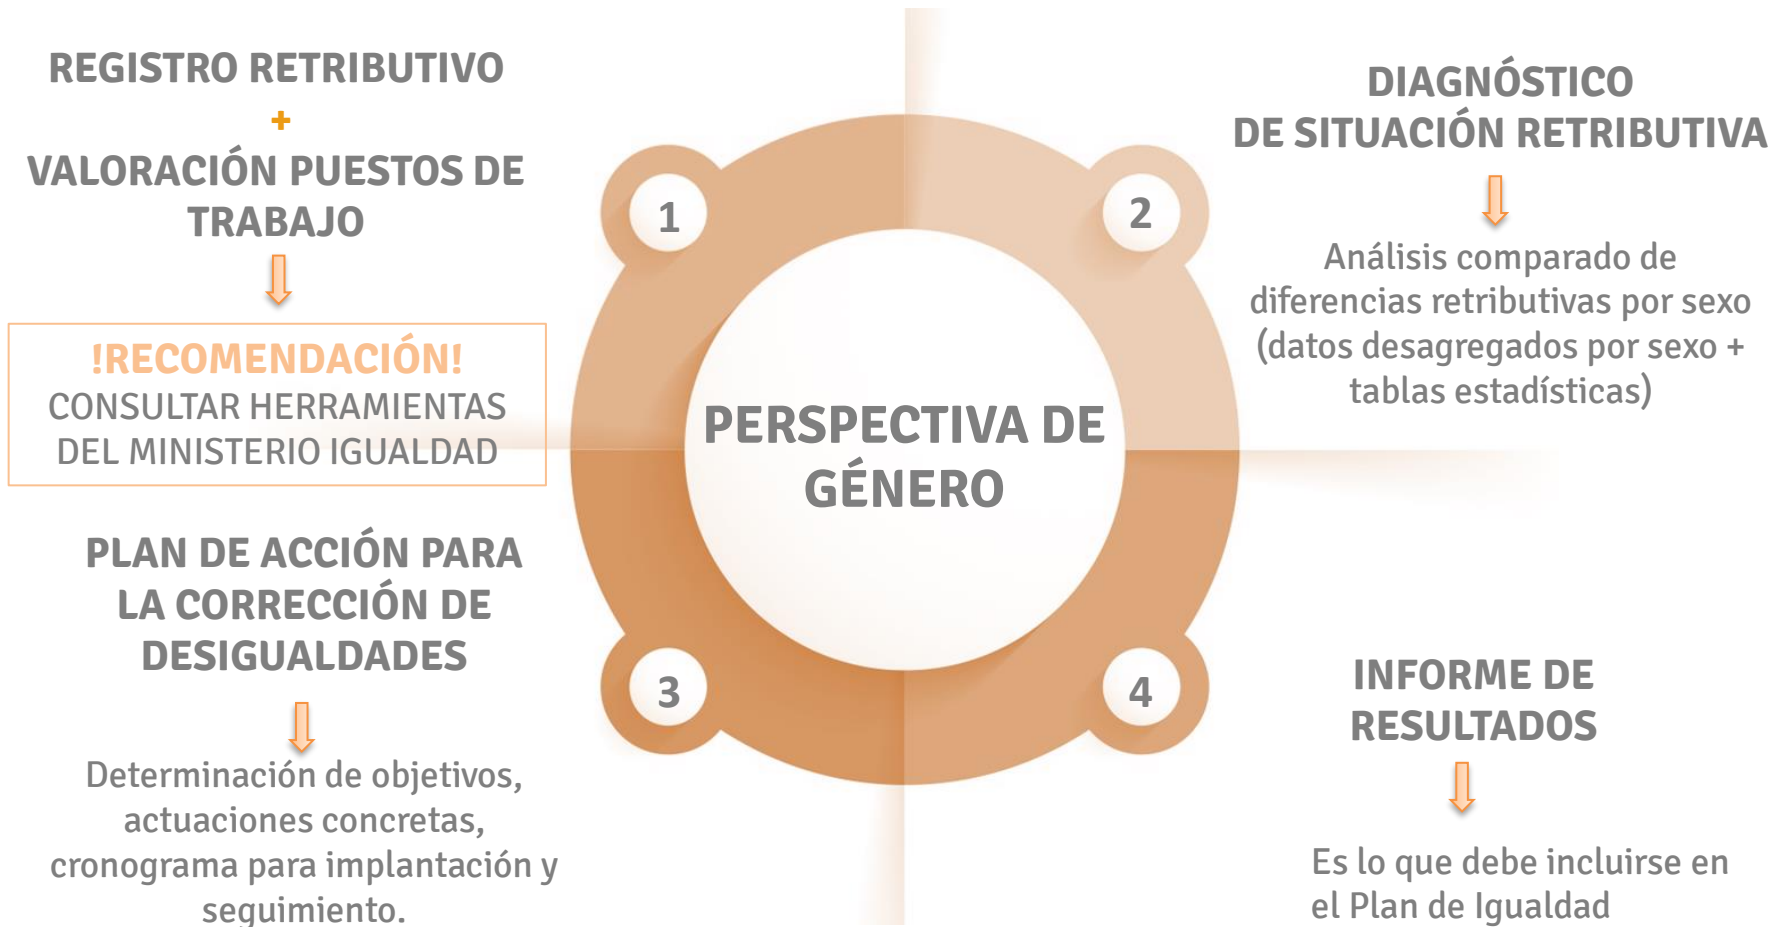 REGISTRO RETRIBUTIVO
+
VALORACIÓN PUESTOS DE
TRABAJO
!RECOMENDACIÓN!
CONSULTAR HERRAMIENTAS
DEL MINISTERIO IGUALDAD
1
2
DIAGNÓSTICO
DE SITUACIÓN RETRIBUTIVA
Análisis comparado de
diferencias retributivas por sexo
(datos desagregados por sexo +
tablas estadísticas)
PERSPECTIVA DE
GÉNERO
PLAN DE ACCIÓN PARA
LA CORRECCIÓN DE
DESIGUALDADES
Determinación de objetivos,
actuaciones concretas,
cronograma para implantación y
seguimiento.
3
4
INFORME DE
RESULTADOS
Es lo que debe incluirse en
el Plan de Igualdad